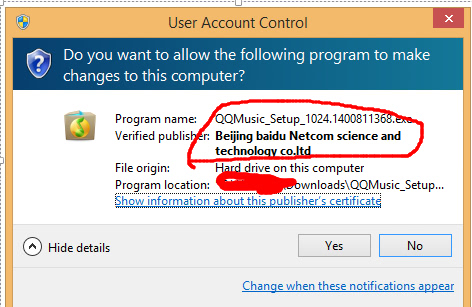 User Account Control
Do you want to allow the following program to make
changes to this computer?
Program name: QQMusic_Setup_1024.1400811368.exe
Verified publisher: Beijing baidu Netcom science and
technology co.ltd
File origin: Hard drive on this computer
Program location: \Downloads\QQMusic_Setup...
Show information about this publisher's certificate
Hide details
Yes
No
Change when these notifications appear